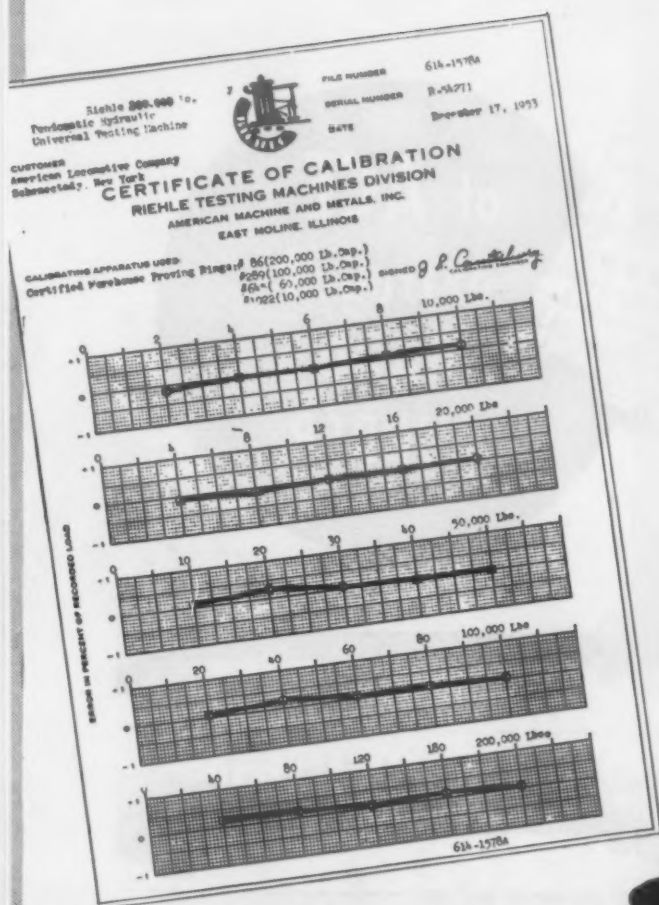 Riehle 200,000 lb.
Pendomatic Hydraulic
Universal Testing Machine
FILE NUMBER 614-1578A
SERIAL NUMBER R-54271
DATE December 17, 1953
CUSTOMER
American Locomotive Company
Schenectady, New York
CERTIFICATE OF CALIBRATION
RIEHLE TESTING MACHINES DIVISION
AMERICAN MACHINE AND METALS, INC.
EAST MOLINE, ILLINOIS
CALIBRATING APPARATUS USED:
Certified Morehouse Proving Rings: # 86(200,000 Lb.Cap.)
#289(100,000 Lb.Cap.)
( 60,000 Lb.Cap.)
#1022(10,000 Lb.Cap.)
SIGNED
CALIBRATION ENGINEER
0 2 4 6 8 10,000 Lbs.
+1
0
-1
0 4 8 12 16 20,000 Lbs
+1
0
-1
0 10 20 30 40 50,000 Lbs.
+1
0
-1
ERROR IN PERCENT OF RECORDED LOAD
0 20 40 60 80 100,000 Lbs
+1
0
-1
40 80 120 180 200,000 Lbs.
+1
0
-1
614-1578A